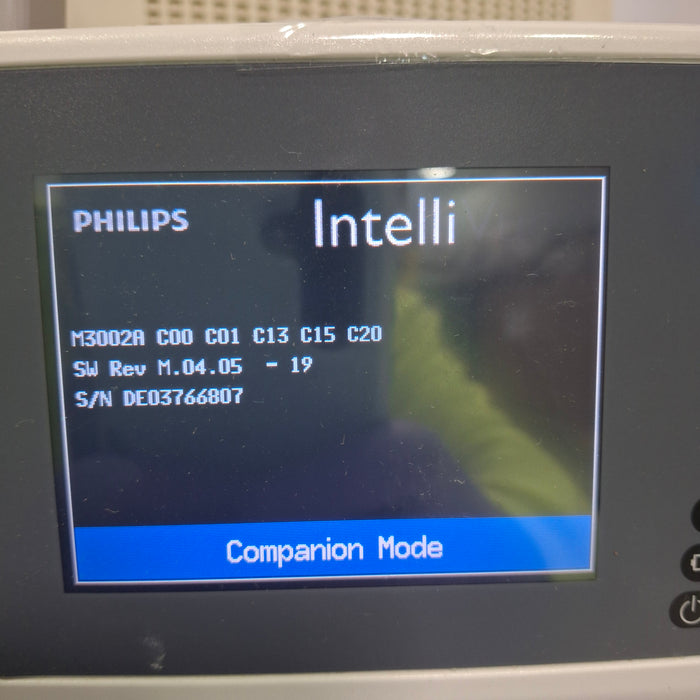 PHILIPS
Intelli
M3002A C00 C01 C13 C15 C20
SW Rev M.04.05 - 19
S/N DE03766807
Companion Mode